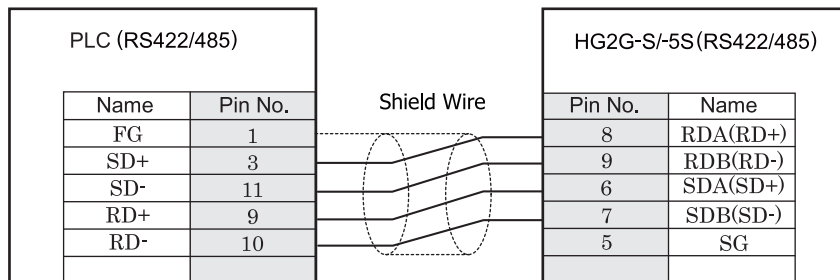 PLC (RS422/485)
HG2G-S/-5S(RS422/485)
Shield Wire
Name Pin No.
FG 1
SD+ 3
SD- 11
RD+ 9
RD- 10
Pin No. Name
8 RDA(RD+)
9 RDB(RD-)
6 SDA(SD+)
7 SDB(SD-)
5 SG